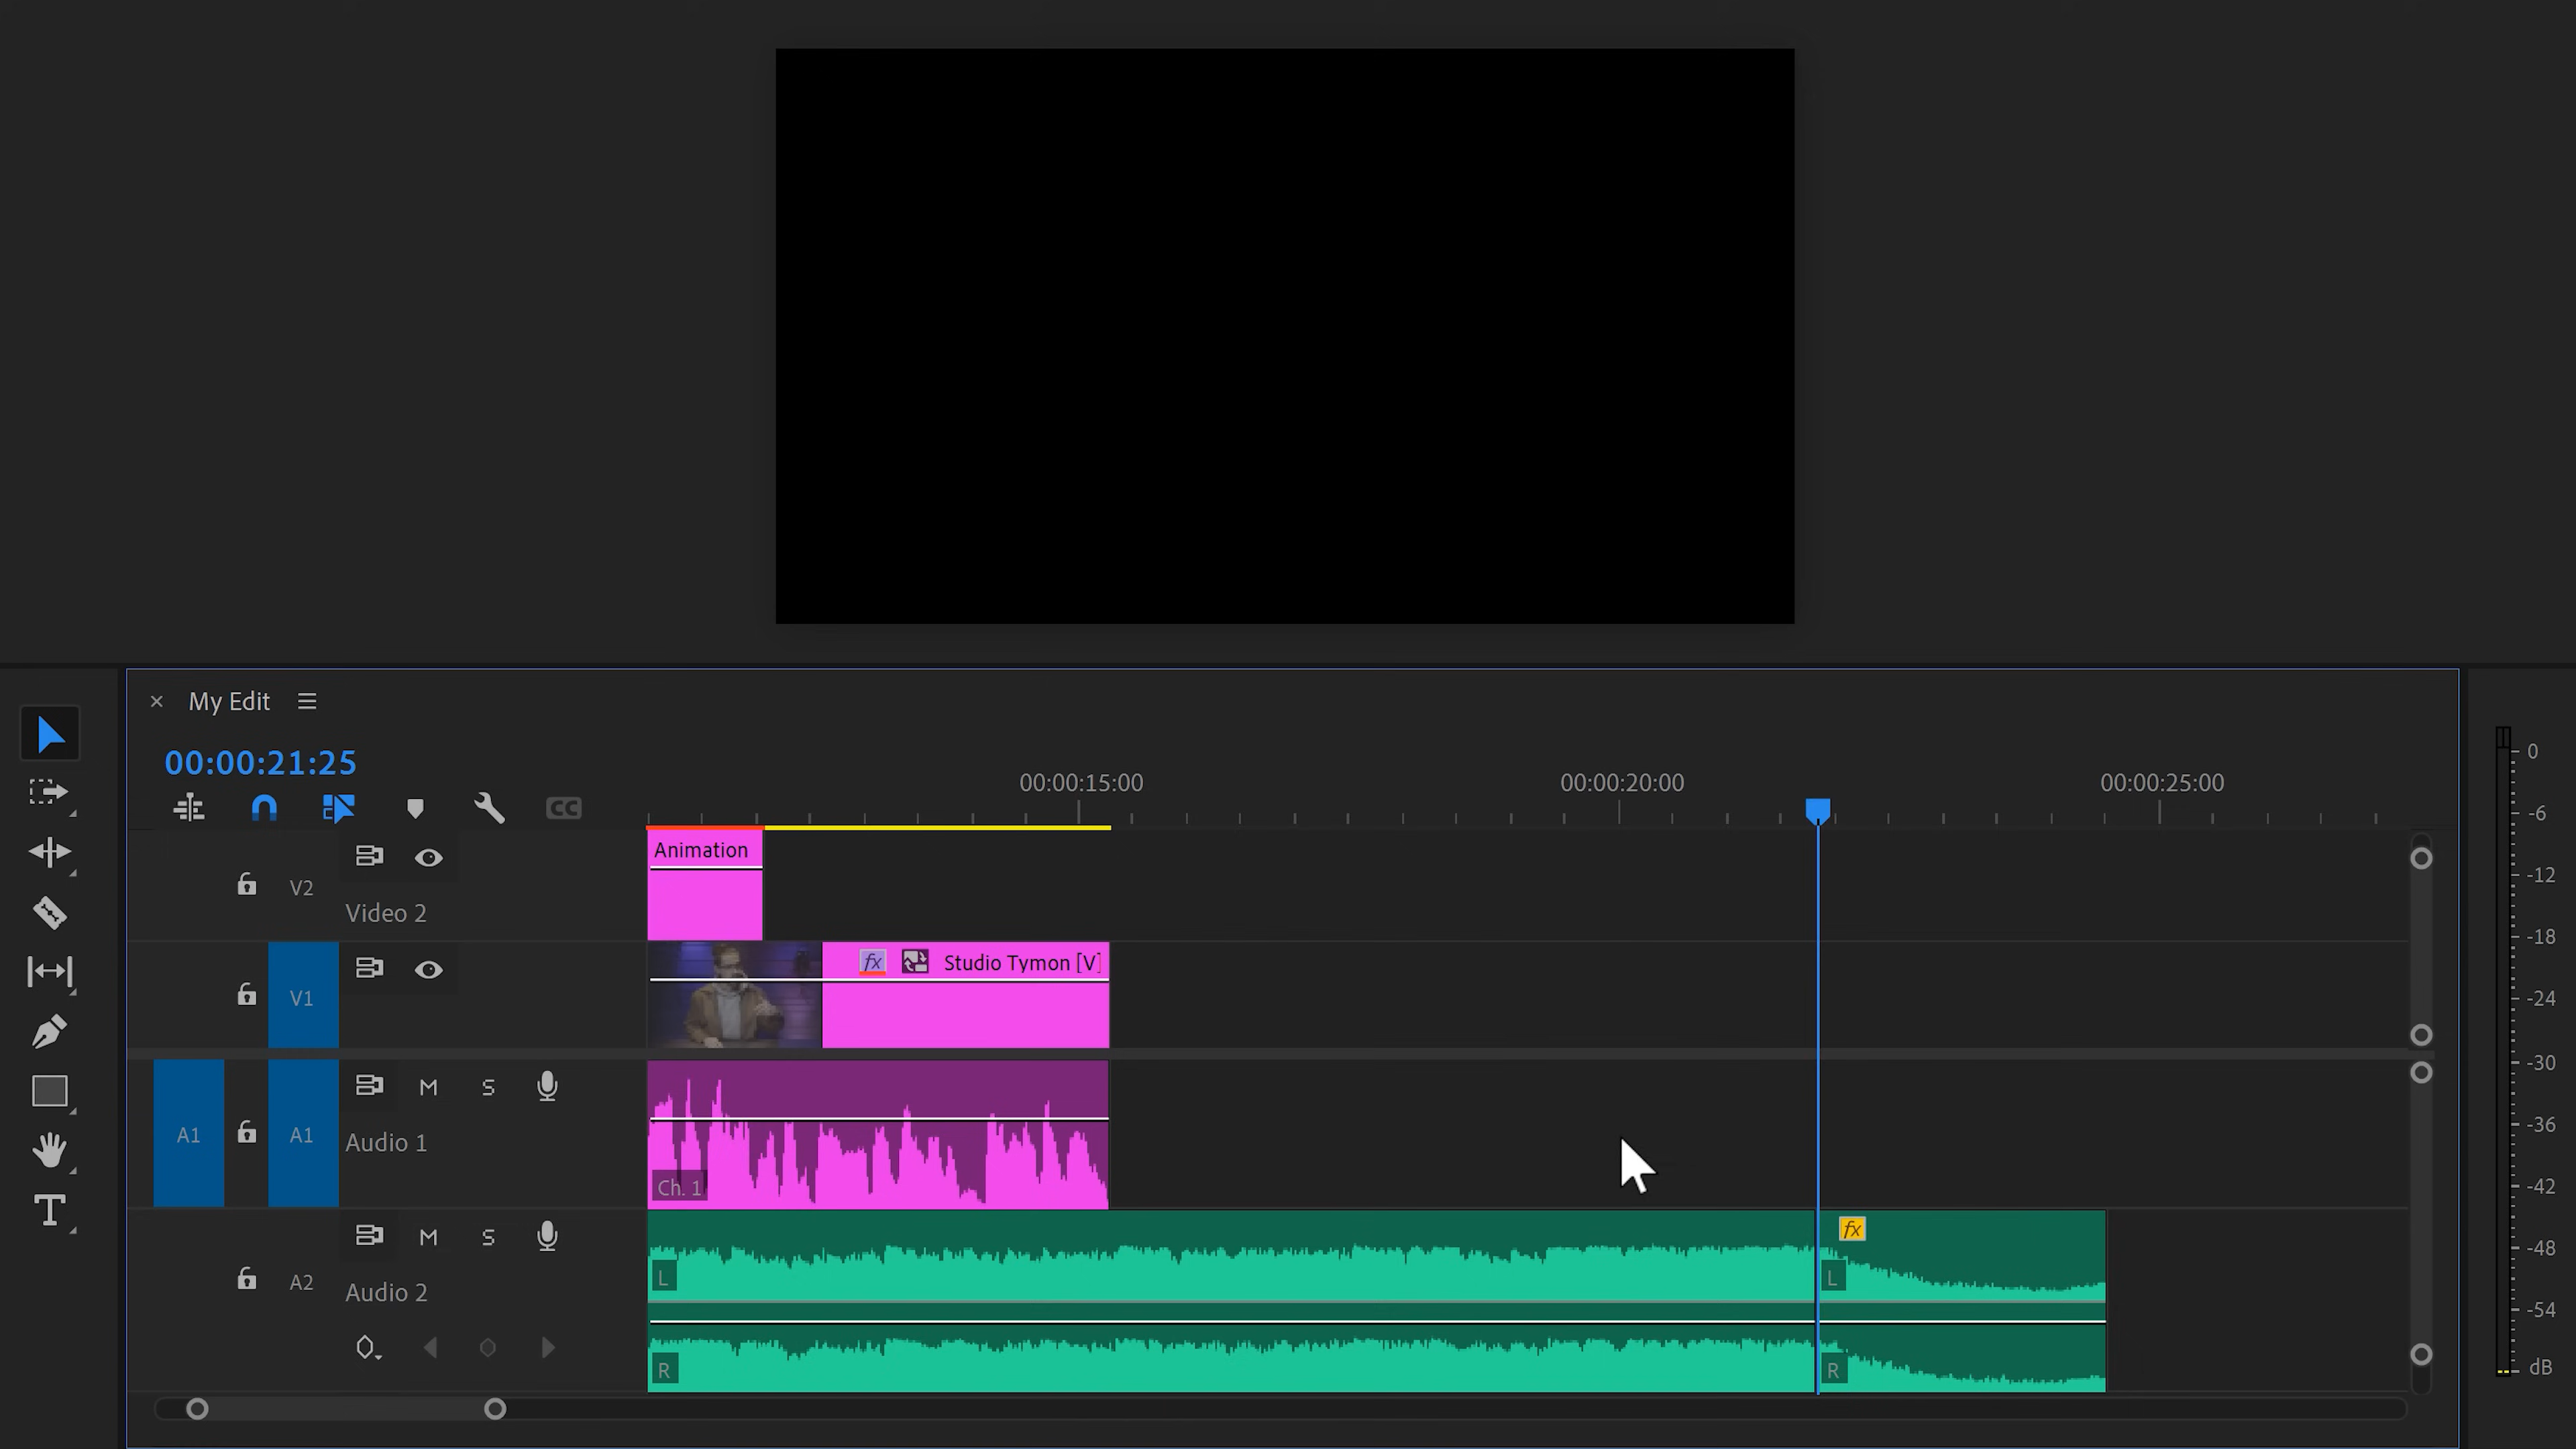 × My Edit
00:00:21:25
00:00:15:00 00:00:20:00 00:00:25:00
CC
Animation
V2
Video 2
fx Studio Tymon [V]
V1
A1 A1 M S
Audio 1
Ch. 1
M S
fx
A2
Audio 2
L L
R R
T
0
-6
-12
-18
-24
-30
-36
-42
-48
-54
dB